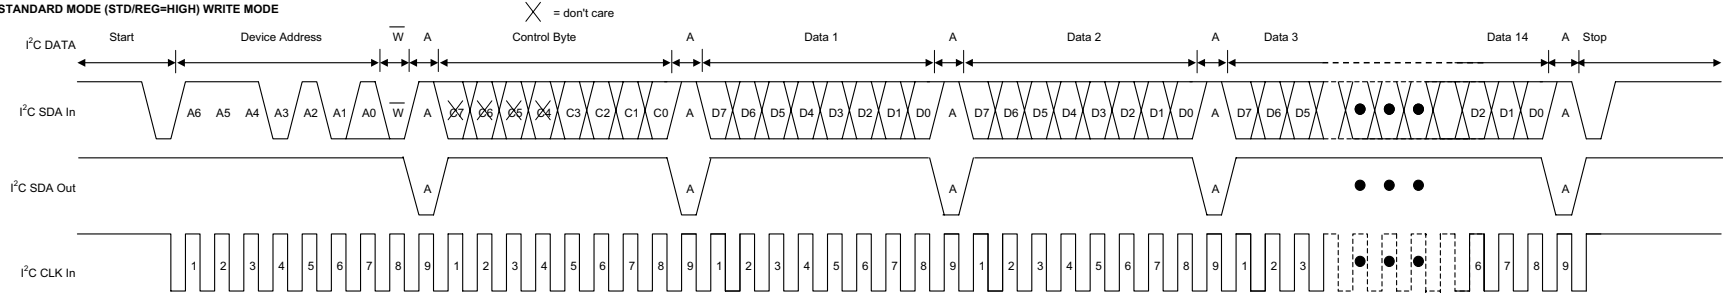 STANDARD MODE (STD/REG=HIGH) WRITE MODE
= don't care
I²C DATA Start Device Address W̅ A Control Byte A Data 1 A Data 2 A Data 3 Data 14 A Stop
I²C SDA In A6 A5 A4 A3 A2 A1 A0 W̅ A C7 C6 C5 C4 C3 C2 C1 C0 A D7 D6 D5 D4 D3 D2 D1 D0 A D7 D6 D5 D4 D3 D2 D1 D0 A D7 D6 D5 D2 D1 D0 A
I²C SDA Out A A A A A
I²C CLK In 1 2 3 4 5 6 7 8 9 1 2 3 4 5 6 7 8 9 1 2 3 4 5 6 7 8 9 1 2 3 4 5 6 7 8 9 1 2 3 6 7 8 9